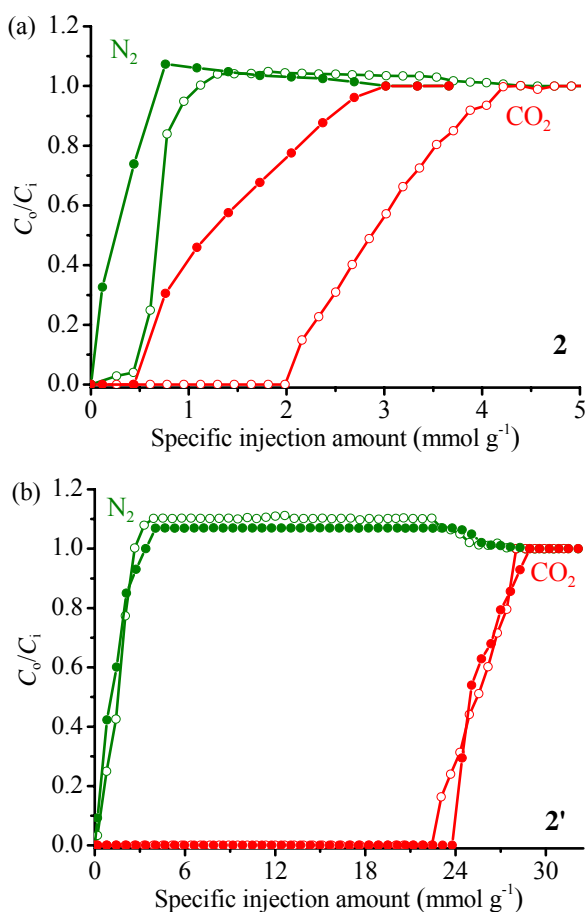 (a)
1.2
1.0
0.8
0.6
0.4
0.2
0.0
Co/Ci
N2
CO2
2
0 1 2 3 4 5
Specific injection amount (mmol g-1)
(b)
1.2
1.0
0.8
0.6
0.4
0.2
0.0
Co/Ci
N2
CO2
2'
0 6 12 18 24 30
Specific injection amount (mmol g-1)